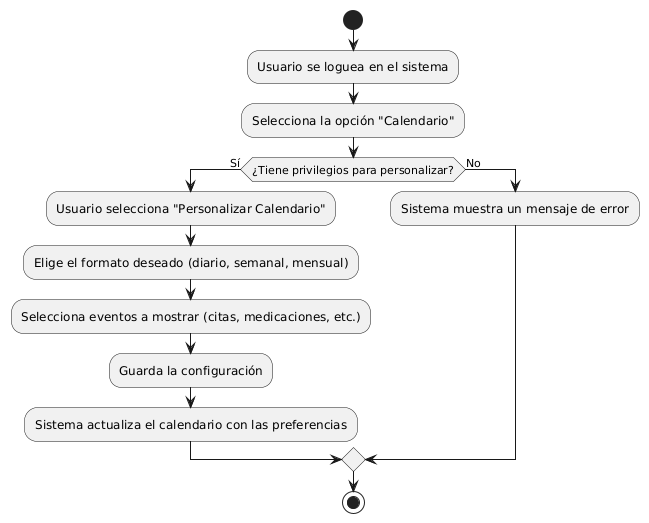 Usuario se loguea en el sistema
Selecciona la opción "Calendario"
Sí
¿Tiene privilegios para personalizar?
No
Usuario selecciona "Personalizar Calendario"
Sistema muestra un mensaje de error
Elige el formato deseado (diario, semanal, mensual)
Selecciona eventos a mostrar (citas, medicaciones, etc.)
Guarda la configuración
Sistema actualiza el calendario con las preferencias